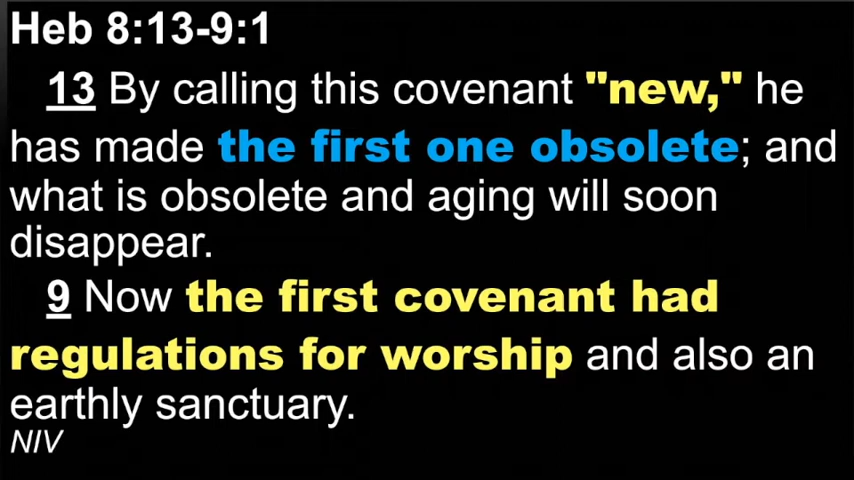 Heb 8:13-9:1
13 By calling this covenant "new," he
has made the first one obsolete; and
what is obsolete and aging will soon
disappear.
9 Now the first covenant had
regulations for worship and also an
earthly sanctuary.
NIV